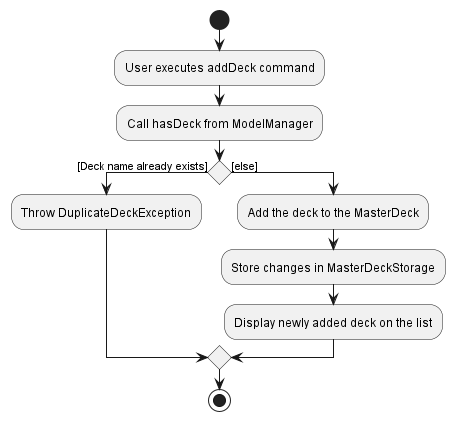 User executes addDeck command
Call hasDeck from ModelManager
[Deck name already exists]
[else]
Throw DuplicateDeckException
Add the deck to the MasterDeck
Store changes in MasterDeckStorage
Display newly added deck on the list